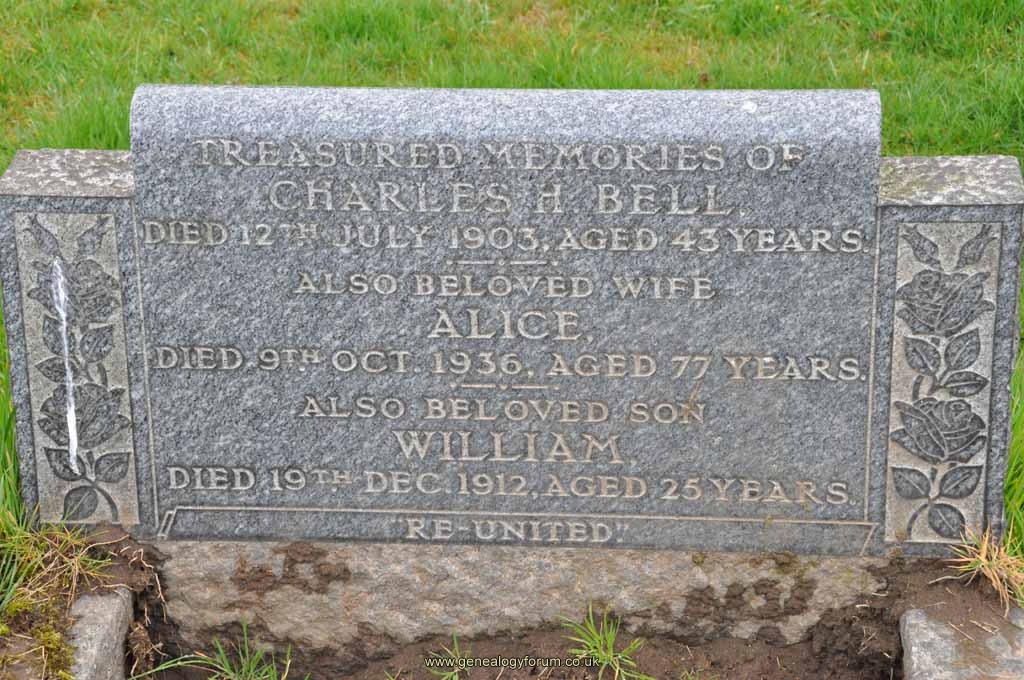 TREASURED MEMORIES OF
CHARLES H. BELL,
DIED 12TH JULY 1903, AGED 43 YEARS.
ALSO BELOVED WIFE
ALICE,
DIED 9TH OCT. 1936, AGED 77 YEARS.
ALSO BELOVED SON
WILLIAM,
DIED 19TH DEC. 1912, AGED 25 YEARS.
"RE-UNITED"
www.genealogyforum.co.uk